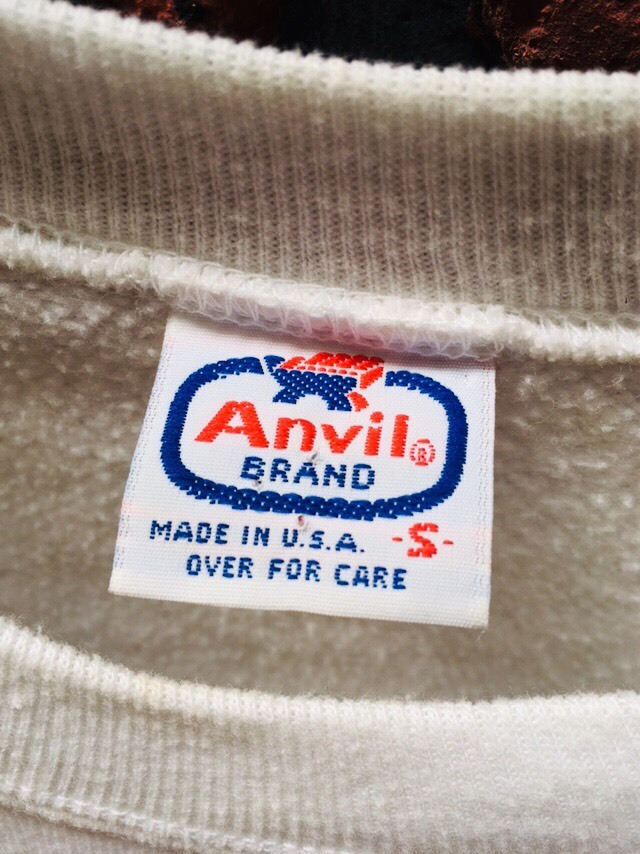 Anvil®
BRAND
MADE IN U.S.A. -S-
OVER FOR CARE